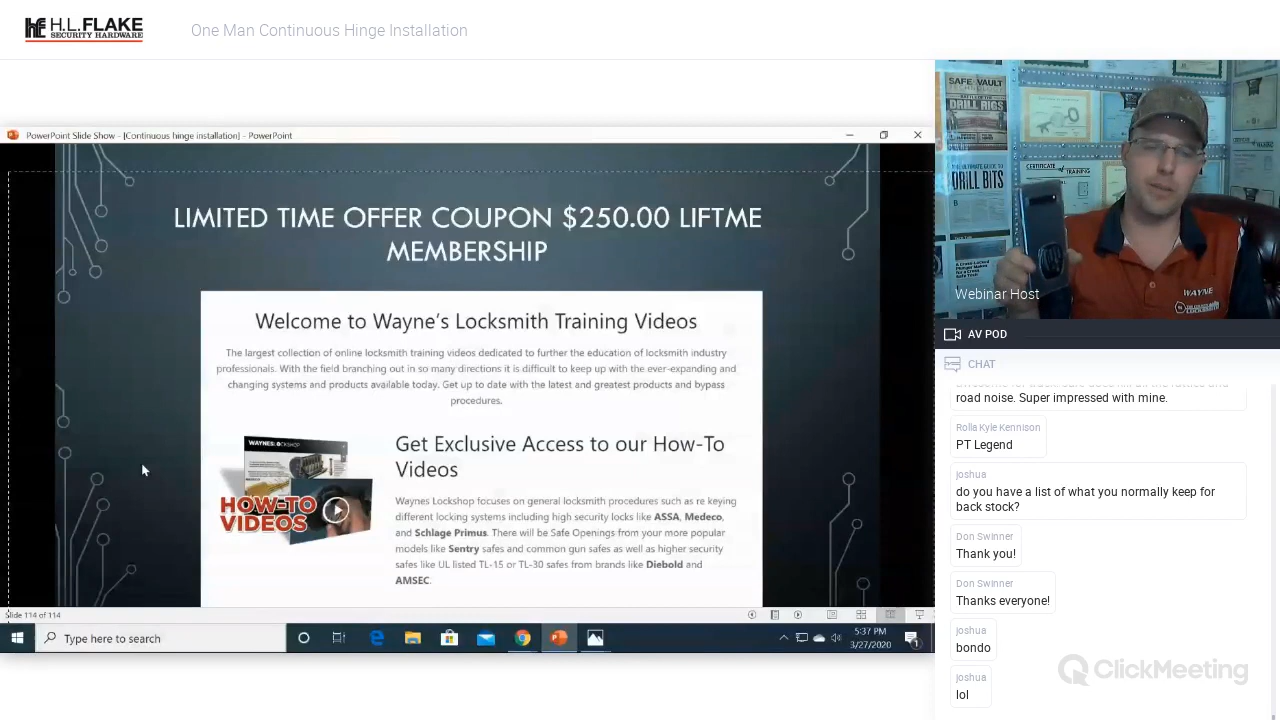 H.L.FLAKE
SECURITY HARDWARE
One Man Continuous Hinge Installation
PowerPoint Slide Show - [Continuous hinge installation] - PowerPoint
LIMITED TIME OFFER COUPON $250.00 LIFTME
MEMBERSHIP
Welcome to Wayne's Locksmith Training Videos
The largest collection of online locksmith training videos dedicated to further the education of locksmith industry
professionals. With the field branching out in so many directions it is difficult to keep up with the ever-expanding and
changing systems and products available today. Get up to date with the latest and greatest products and bypass
procedures.
HOW-TO
VIDEOS
Get Exclusive Access to our How-To
Videos
Waynes Lockshop focuses on general locksmith procedures such as re keying
different locking systems including high security locks like ASSA, Medeco,
and Schlage Primus. There will be Safe Openings from your more popular
models like Sentry safes and common gun safes as well as higher security
safes like UL listed TL-15 or TL-30 safes from brands like Diebold and
AMSEC.
Slide 114 of 114
Type here to search
5:37 PM
3/27/2020
1
SAFE-VAULT
DRILL RIGS
DRILL BITS
CERTIFICATE
TRAINING
WAYNE
Webinar Host
AV POD
CHAT
road noise. Super impressed with mine.
Rolla Kyle Kennison
PT Legend
joshua
do you have a list of what you normally keep for
back stock?
Don Swinner
Thank you!
Don Swinner
Thanks everyone!
joshua
bondo
joshua
lol
ClickMeeting